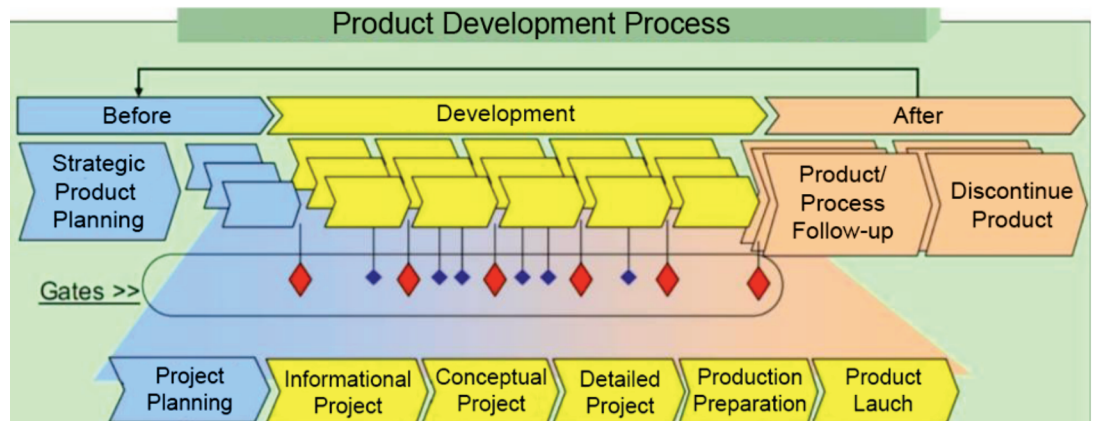 Product Development Process
Before
Development
After
Strategic
Product
Planning
Product/
Process
Follow-up
Discontinue
Product
Gates >>
Project
Planning
Informational
Project
Conceptual
Project
Detailed
Project
Production
Preparation
Product
Lauch